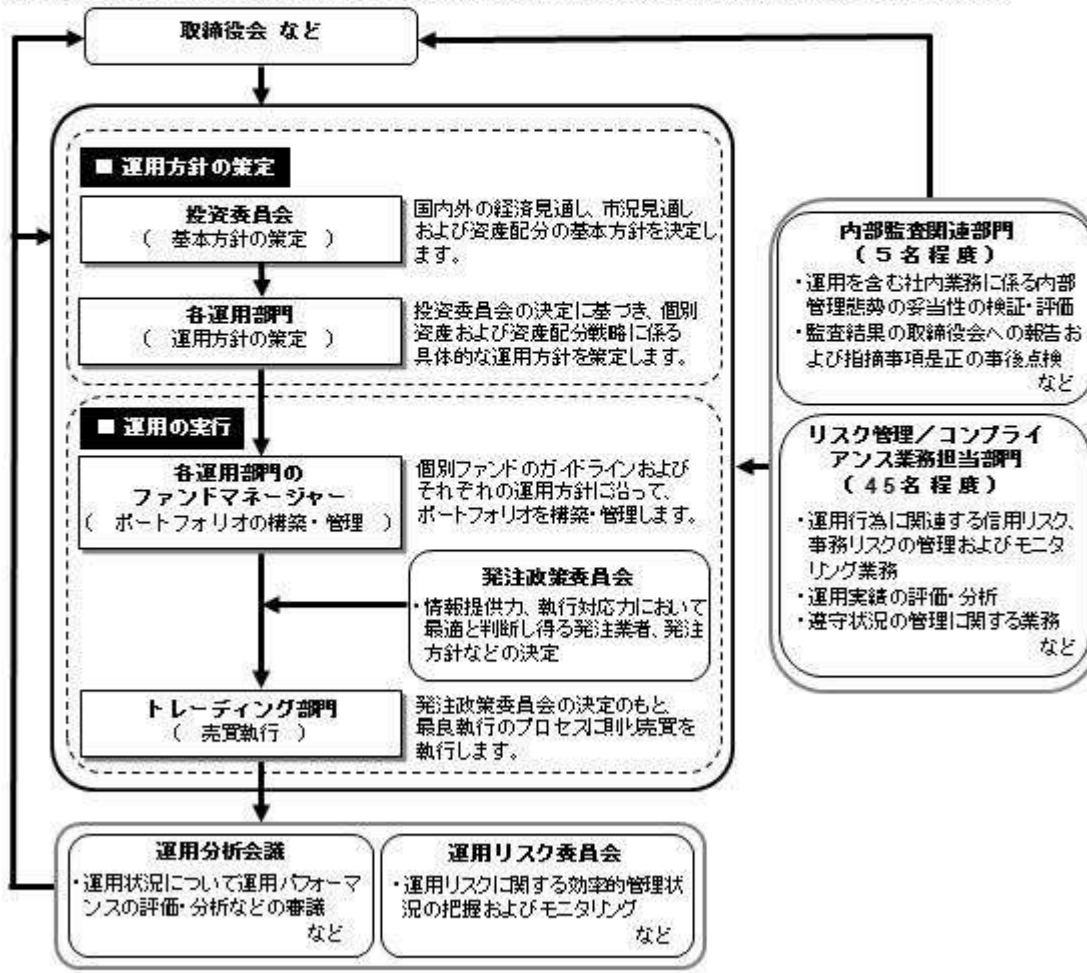 取締役会 など
■ 運用方針の策定
投資委員会
( 基本方針の策定 )
国内外の経済見通し、市況見通し
および資産配分の基本方針を決定し
ます。
各運用部門
( 運用方針の策定 )
投資委員会の決定に基づき、個別
資産および資産配分戦略に係る
具体的な運用方針を策定します。
■ 運用の実行
各運用部門の
ファンドマネージャー
( ポートフォリオの構築・管理 )
個別ファンドのガイドラインおよび
それぞれの運用方針に沿って、
ポートフォリオを構築・管理します。
発注政策委員会
・情報提供力、執行対応力において
最適と判断し得る発注業者、発注
方針などの決定
トレーディング部門
( 売買執行 )
発注政策委員会の決定のもと
最良執行のプロセスに則り売買を
執行します。
内部監査関連部門
(5名程度)
・運用を含む社内業務に係る内部
管理態勢の妥当性の検証・評価
・監査結果の取締役会への報告お
よび指摘事項是正の事後点検
など
リスク管理/コンプライ
アンス業務担当部門
(45名程度)
・運用行為に関連する信用リスク、
事務リスクの管理およびモニタ
リング業務
・運用実績の評価・分析
・遵守状況の管理に関する業務
など
運用分析会議
・運用状況について運用パフォーマ
ンスの評価・分析などの審議
など
運用リスク委員会
・運用リスクに関する効率的管理状
況の把握およびモニタリング
など